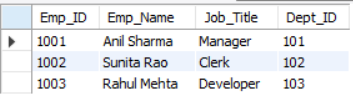 Emp_ID Emp_Name Job_Title Dept_ID
1001 Anil Sharma Manager 101
1002 Sunita Rao Clerk 102
1003 Rahul Mehta Developer 103